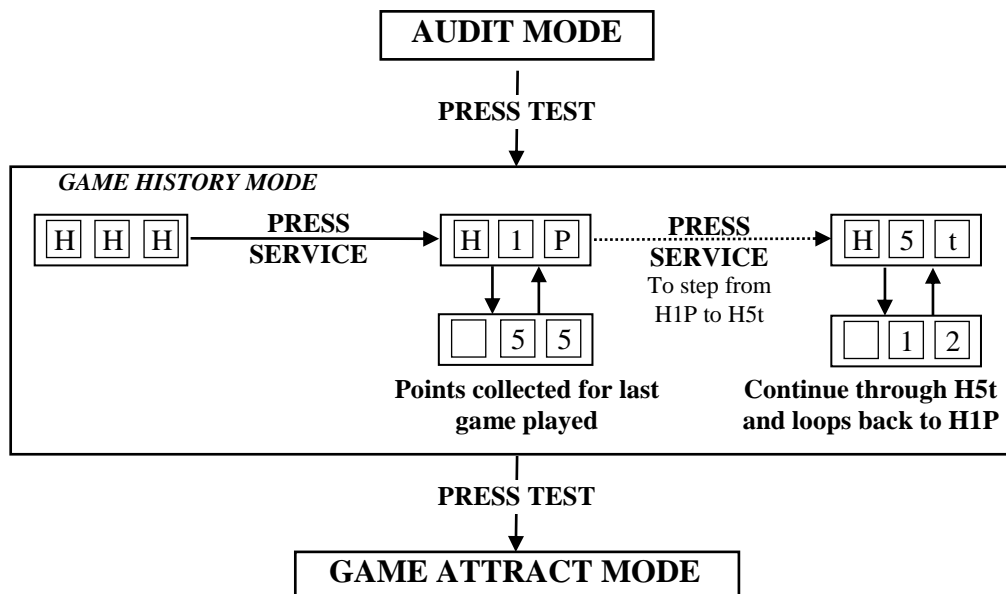 AUDIT MODE
PRESS TEST
GAME HISTORY MODE
H H H
PRESS
SERVICE
H 1 P
PRESS
SERVICE
To step from
H1P to H5t
H 5 t
5 5
1 2
Points collected for last
game played
Continue through H5t
and loops back to H1P
PRESS TEST
GAME ATTRACT MODE